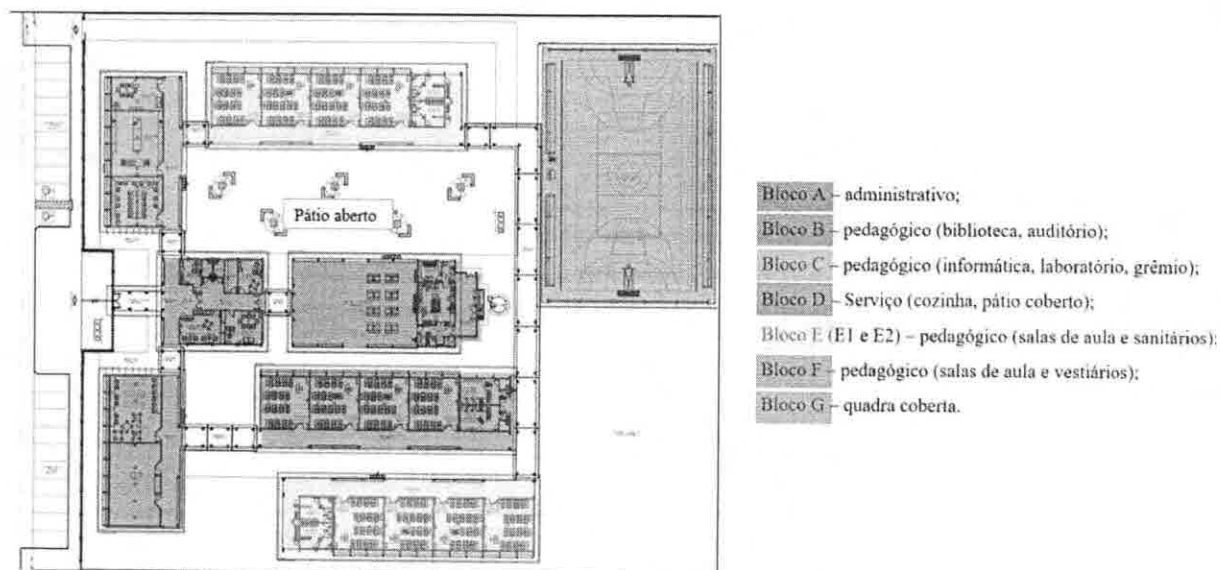 Pátio aberto
Bloco A - administrativo;
Bloco B - pedagógico (biblioteca, auditório);
Bloco C - pedagógico (informática, laboratório, grêmio);
Bloco D - Serviço (cozinha, pátio coberto);
Bloco E (E1 e E2) – pedagógico (salas de aula e sanitários);
Bloco F - pedagógico (salas de aula e vestiários);
Bloco G - quadra coberta.